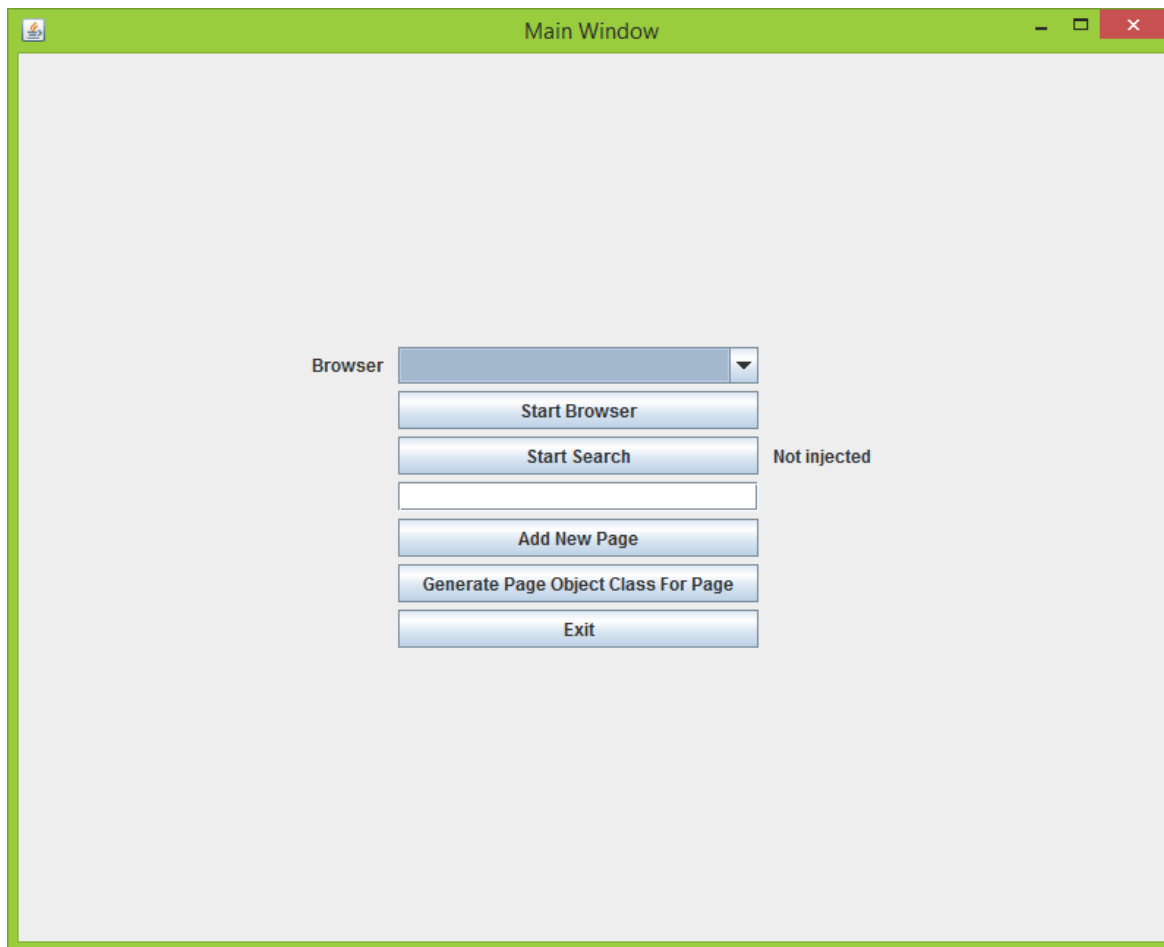 Main Window
Browser
Start Browser
Start Search Not injected
Add New Page
Generate Page Object Class For Page
Exit